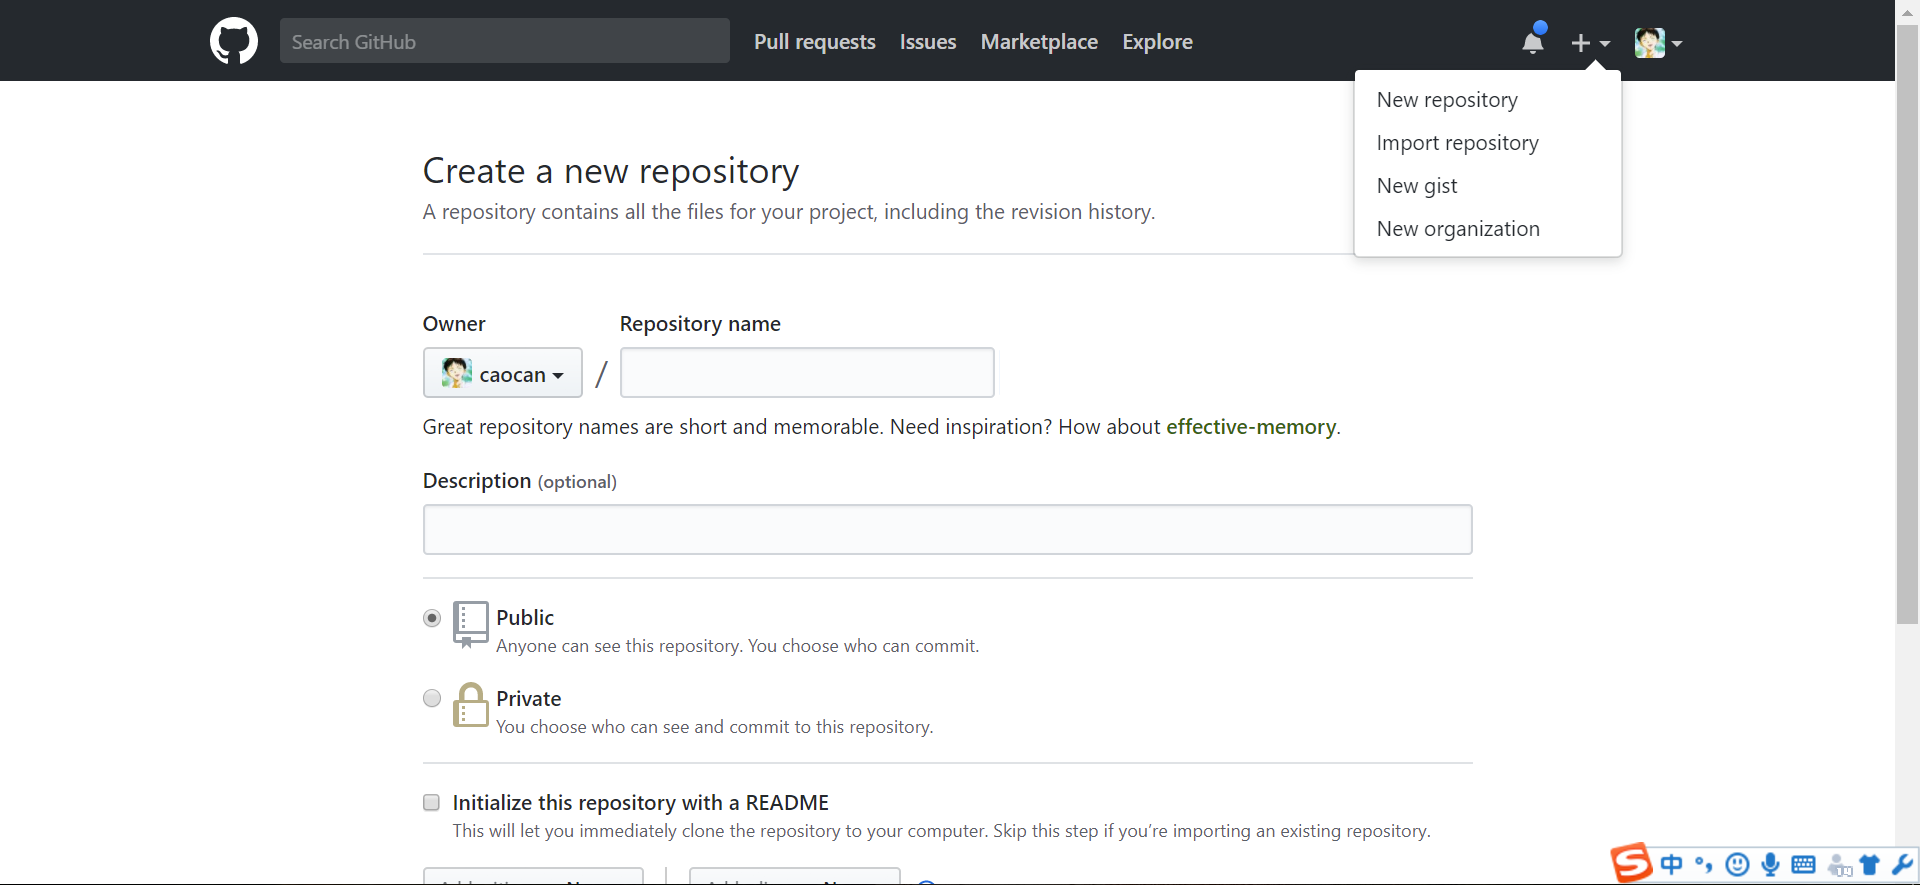 Search GitHub
Pull requests Issues Marketplace Explore
New repository
Import repository
New gist
New organization
Create a new repository
A repository contains all the files for your project, including the revision history.
Owner Repository name
caocan /
Great repository names are short and memorable. Need inspiration? How about effective-memory.
Description (optional)
Public
Anyone can see this repository. You choose who can commit.
Private
You choose who can see and commit to this repository.
Initialize this repository with a README
This will let you immediately clone the repository to your computer. Skip this step if you’re importing an existing repository.
S 中 °,